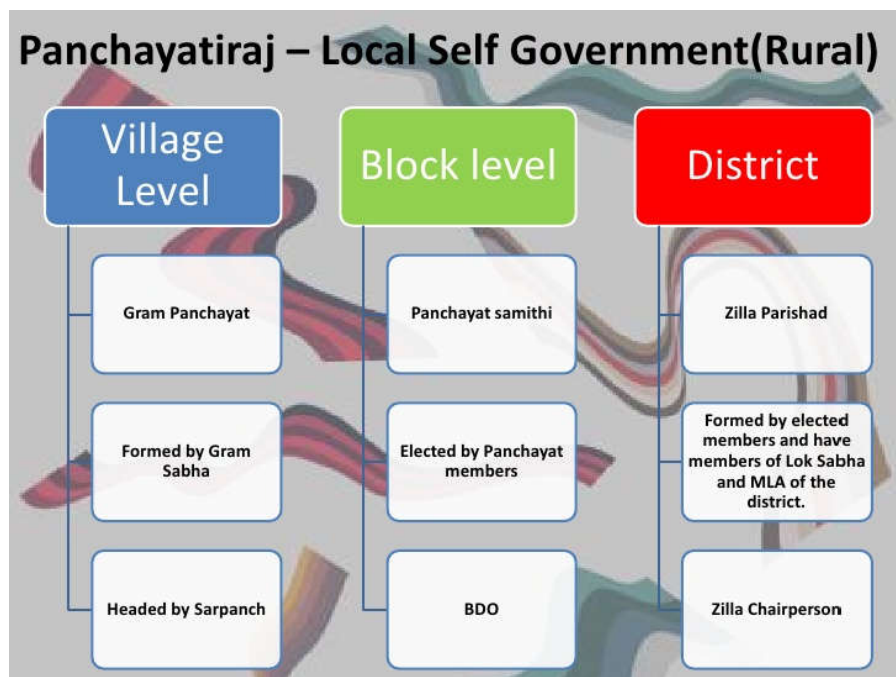 Panchayatiraj – Local Self Government(Rural)
Village
Level
Gram Panchayat
Formed by Gram
Sabha
Headed by Sarpanch
Block level
Panchayat samithi
Elected by Panchayat
members
BDO
District
Zilla Parishad
Formed by elected
members and have
members of Lok Sabha
and MLA of the
district.
Zilla Chairperson